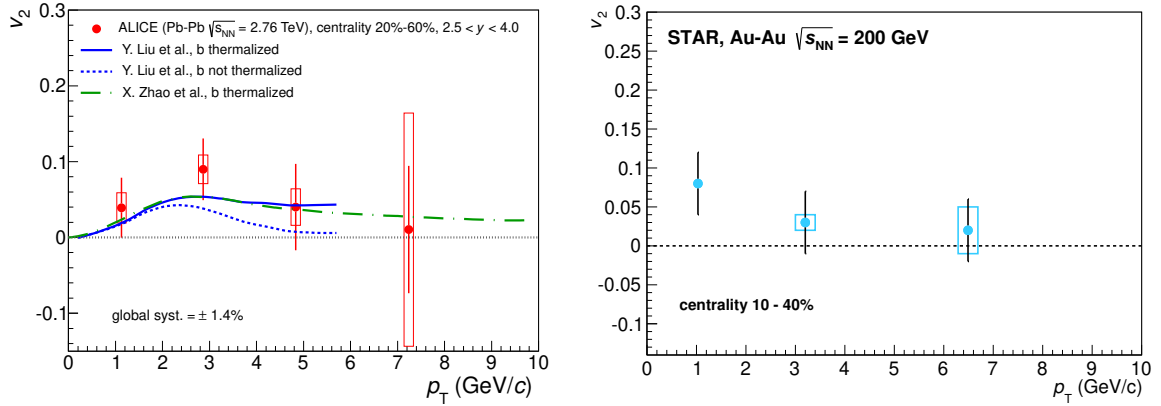 v₂
0.3
0.2
0.1
0
-0.1
ALICE (Pb-Pb √sNN = 2.76 TeV), centrality 20%-60%, 2.5 < y < 4.0
Y. Liu et al., b thermalized
Y. Liu et al., b not thermalized
X. Zhao et al., b thermalized
global syst. = ± 1.4%
0 1 2 3 4 5 6 7 8 9 10
pT (GeV/c)
v₂
0.3
0.25
0.2
0.15
0.1
0.05
0
-0.05
-0.1
STAR, Au-Au √sNN = 200 GeV
centrality 10 - 40%
0 1 2 3 4 5 6 7 8 9 10
pT (GeV/c)